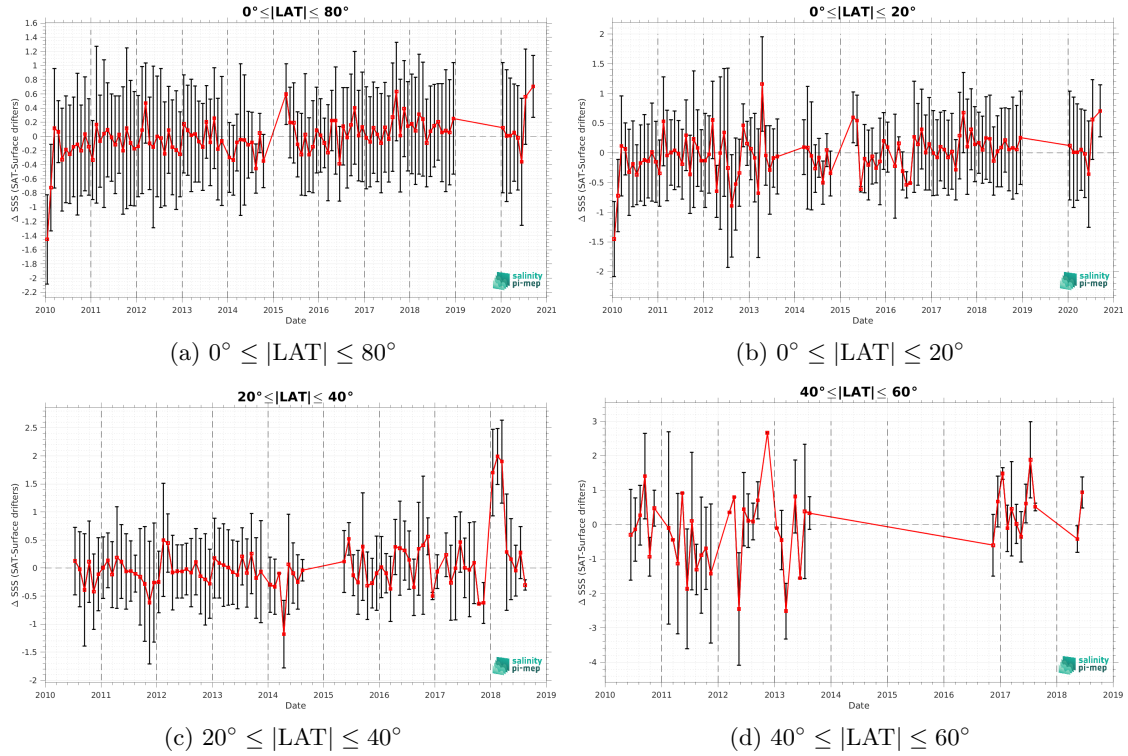 0°≤|LAT|≤ 80°
Δ SSS (SAT-Surface drifters)
1.6
1.4
1.2
1
0.8
0.6
0.4
0.2
0
-0.2
-0.4
-0.6
-0.8
-1
-1.2
-1.4
-1.6
-1.8
-2
-2.2
2010 2011 2012 2013 2014 2015 2016 2017 2018 2019 2020 2021
Date
salinity
pi-mep
(a) 0° ≤ |LAT| ≤ 80°
0°≤|LAT|≤ 20°
Δ SSS (SAT-Surface drifters)
2
1.5
1
0.5
0
-0.5
-1
-1.5
-2
2010 2011 2012 2013 2014 2015 2016 2017 2018 2019 2020 2021
Date
salinity
pi-mep
(b) 0° ≤ |LAT| ≤ 20°
20°≤|LAT|≤ 40°
Δ SSS (SAT-Surface drifters)
2.5
2
1.5
1
0.5
0
-0.5
-1
-1.5
-2
2010 2011 2012 2013 2014 2015 2016 2017 2018 2019
Date
salinity
pi-mep
(c) 20° ≤ |LAT| ≤ 40°
40°≤|LAT|≤ 60°
Δ SSS (SAT-Surface drifters)
3
2
1
0
-1
-2
-3
-4
2010 2011 2012 2013 2014 2015 2016 2017 2018 2019
Date
salinity
pi-mep
(d) 40° ≤ |LAT| ≤ 60°